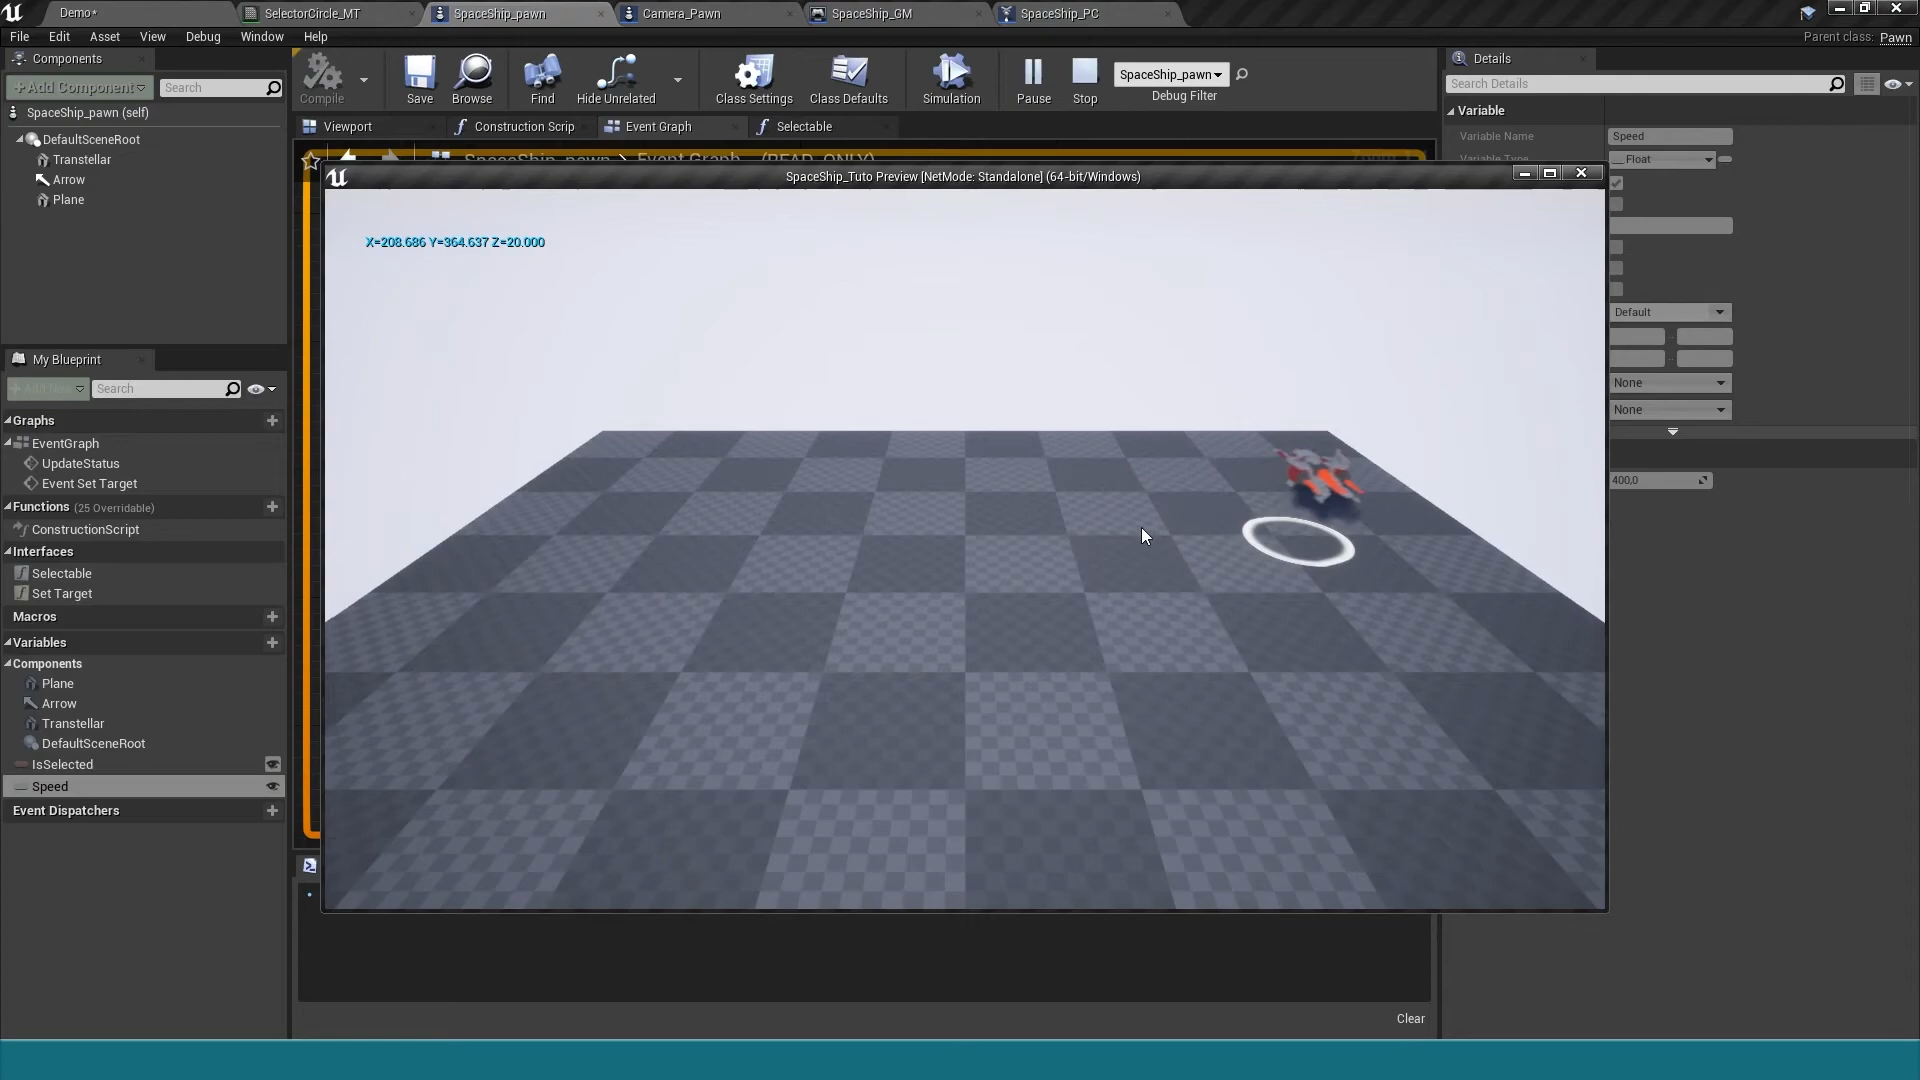 Demo*
SelectorCircle_MT
SpaceShip_pawn
Camera_Pawn
SpaceShip_GM
SpaceShip_PC
File Edit Asset View Debug Window Help
Parent class: Pawn
Components
+Add Component
Search
SpaceShip_pawn (self)
DefaultSceneRoot
Transtellar
Arrow
Plane
Compile
Save
Browse
Find
Hide Unrelated
Class Settings
Class Defaults
Simulation
Pause
Stop
SpaceShip_pawn
Debug Filter
Viewport
Construction Scrip
Event Graph
Selectable
SpaceShip_pawn > Event Graph (READ_ONLY)
SpaceShip_Tuto Preview [NetMode: Standalone] (64-bit/Windows)
X=208.686 Y=364.637 Z=20.000
My Blueprint
+ Add New
Search
Graphs
EventGraph
UpdateStatus
Event Set Target
Functions (25 Overridable)
ConstructionScript
Interfaces
Selectable
Set Target
Macros
Variables
Components
Plane
Arrow
Transtellar
DefaultSceneRoot
IsSelected
Speed
Event Dispatchers
Clear
Details
Search Details
Variable
Variable Name
Speed
Variable Type
Float
Default
None
None
400,0